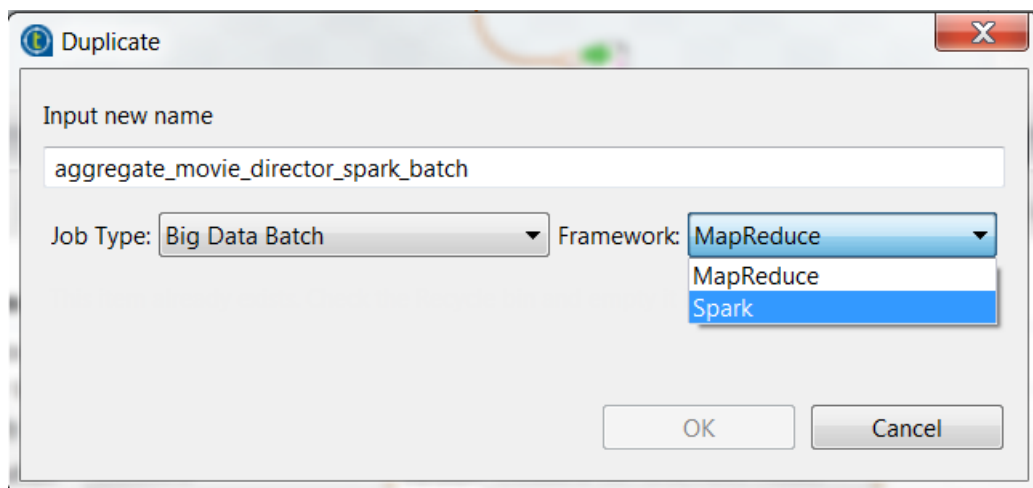 Duplicate
Input new name
aggregate_movie_director_spark_batch
Job Type: Big Data Batch Framework: MapReduce
MapReduce
Spark
OK Cancel